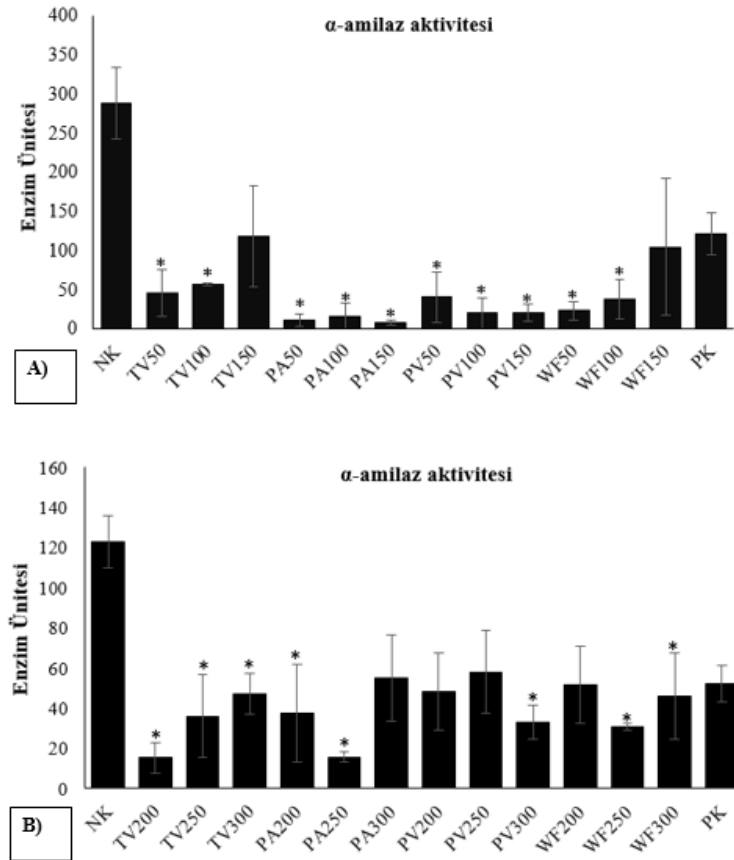 α-amilaz aktivitesi
Enzim Ünitesi
400
350
300
250
200
150
100
50
0
* * * * * * * * * *
NK TV50 TV100 TV150 PA50 PA100 PA150 PV50 PV100 PV150 WF50 WF100 WF150 PK
A)
α-amilaz aktivitesi
Enzim Ünitesi
160
140
120
100
80
60
40
20
0
* * * * * * * *
NK TV200 TV250 TV300 PA200 PA250 PA300 PV200 PV250 PV300 WF200 WF250 WF300 PK
B)